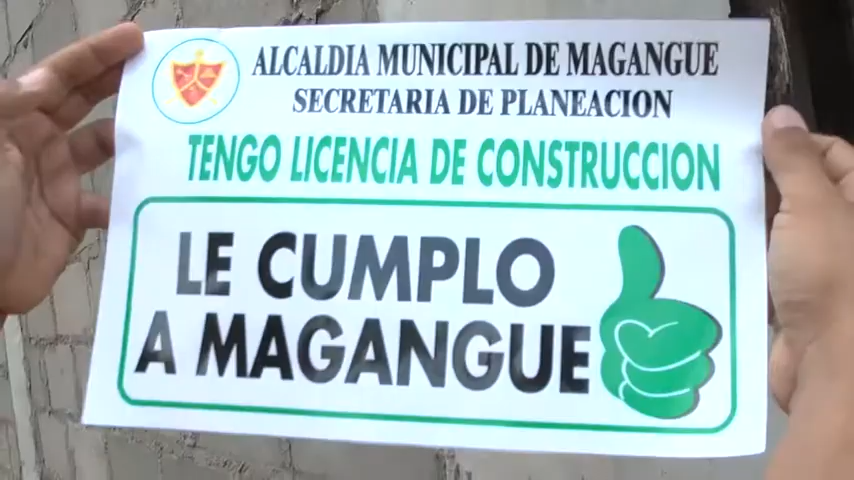 ALCALDIA MUNICIPAL DE MAGANGUE
SECRETARIA DE PLANEACION
TENGO LICENCIA DE CONSTRUCCION
LE CUMPLO
A MAGANGUE